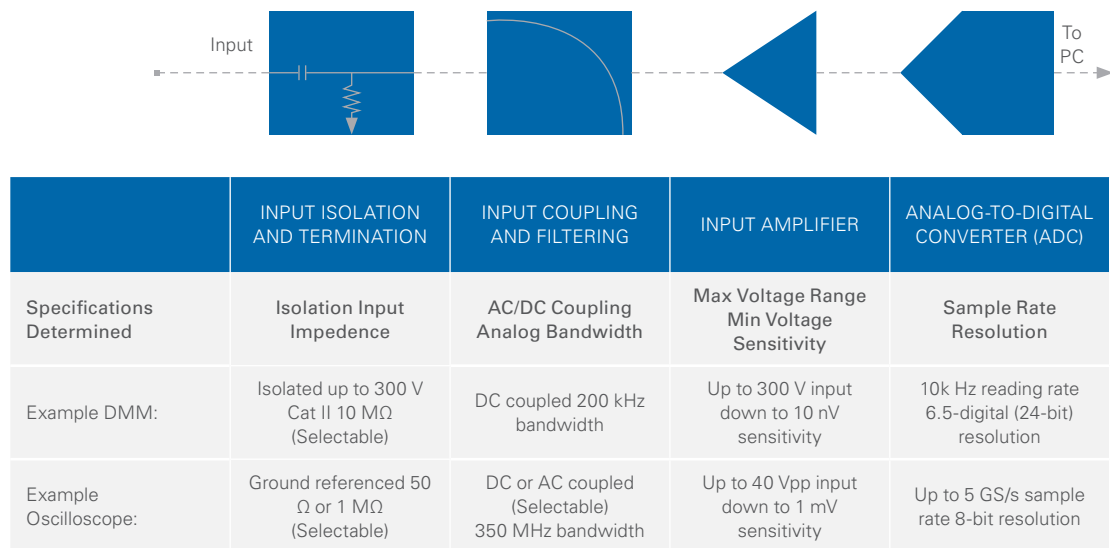 Input
To
PC
INPUT ISOLATION
AND TERMINATION
INPUT COUPLING
AND FILTERING
INPUT AMPLIFIER
ANALOG-TO-DIGITAL
CONVERTER (ADC)
Specifications
Determined
Isolation Input
Impedence
AC/DC Coupling
Analog Bandwidth
Max Voltage Range
Min Voltage
Sensitivity
Sample Rate
Resolution
Example DMM:
Isolated up to 300 V
Cat II 10 MΩ
(Selectable)
DC coupled 200 kHz
bandwidth
Up to 300 V input
down to 10 nV
sensitivity
10k Hz reading rate
6.5-digital (24-bit)
resolution
Example
Oscilloscope:
Ground referenced 50
Ω or 1 MΩ
(Selectable)
DC or AC coupled
(Selectable)
350 MHz bandwidth
Up to 40 Vpp input
down to 1 mV
sensitivity
Up to 5 GS/s sample
rate 8-bit resolution